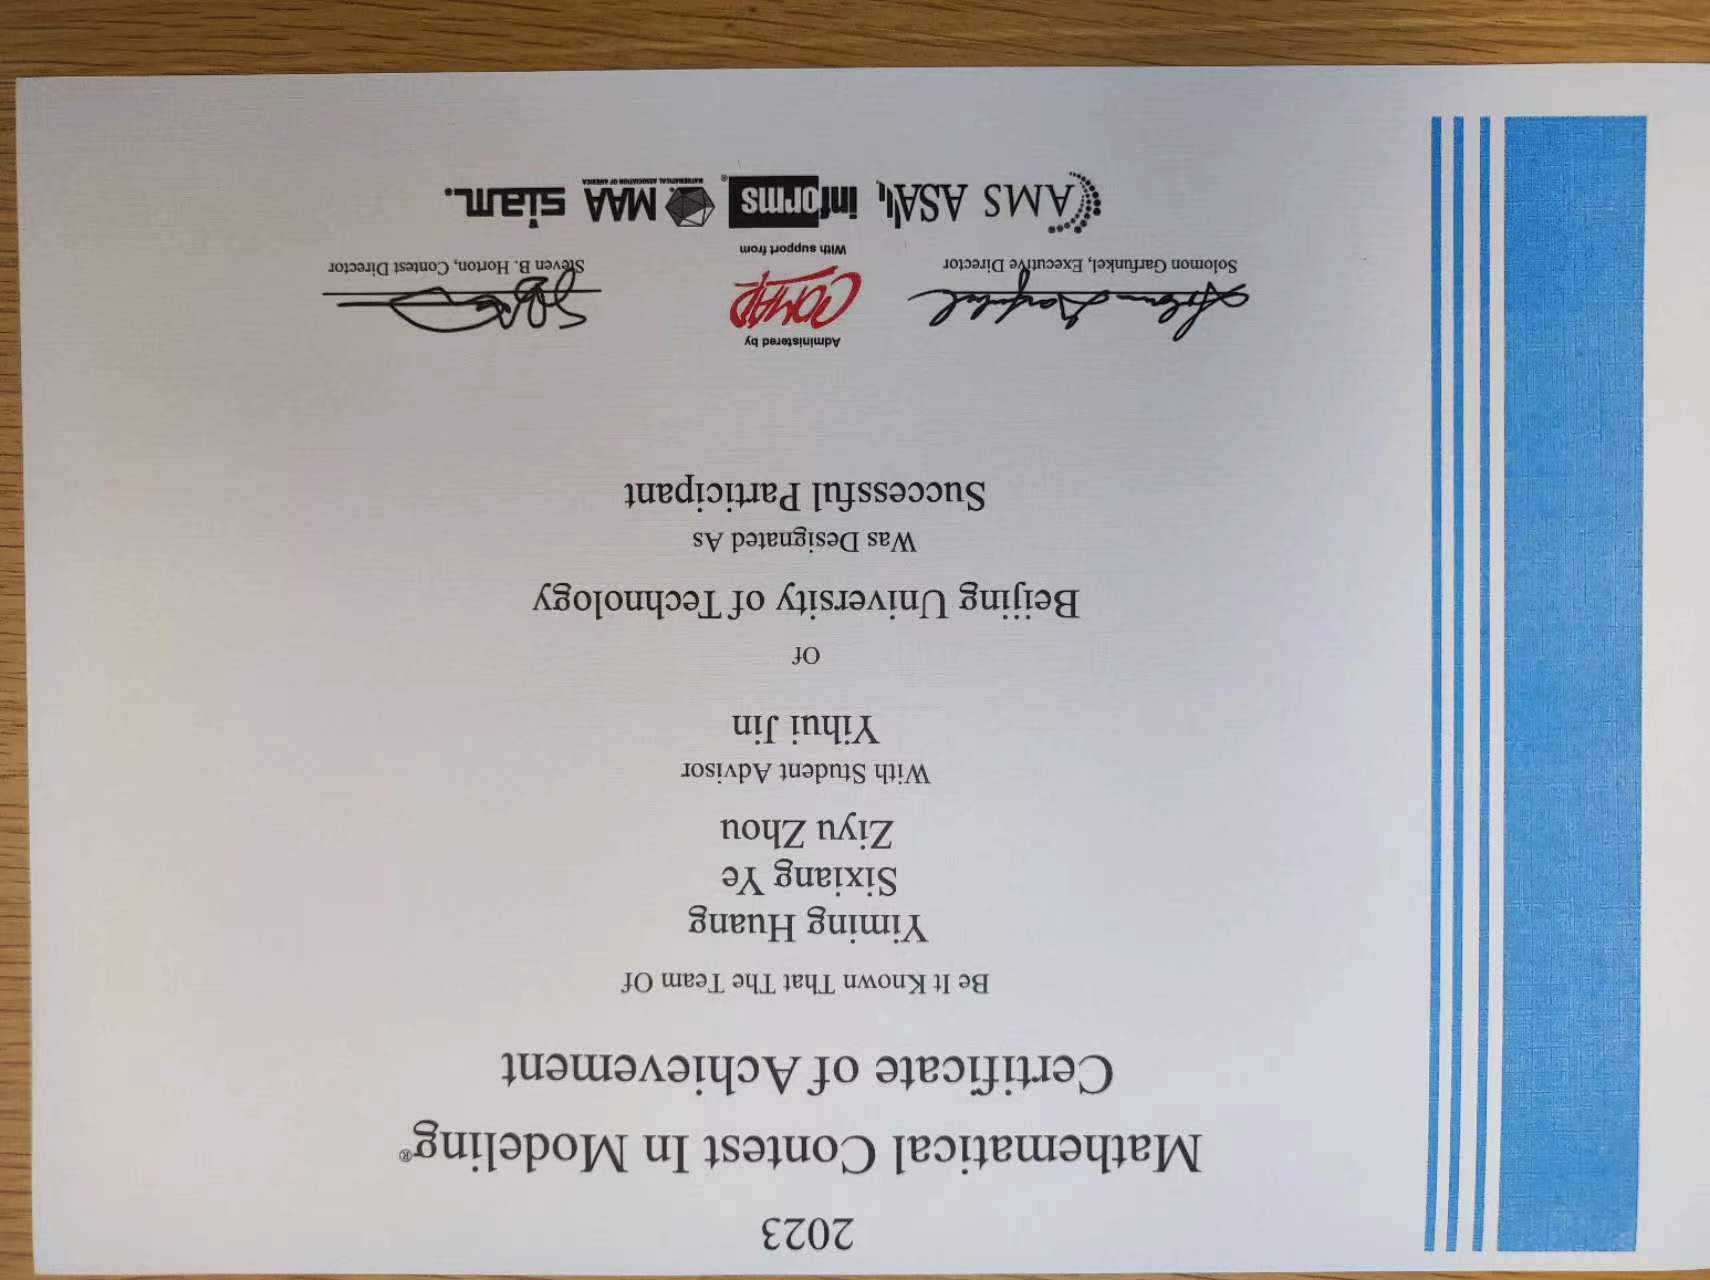 2023
Mathematical Contest In Modeling®
Certificate of Achievement
Be It Known That The Team Of
Yiming Huang
Sixiang Ye
Ziyu Zhou
With Student Advisor
Yihui Jin
Of
Beijing University of Technology
Was Designated As
Successful Participant
Solomon Garfunkel
Solomon Garfunkel, Executive Director
Administered by
COMAP
Steven B. Horton, Contest Director
With support from
AMS ASA informs® MAA siam.
MATHEMATICAL ASSOCIATION OF AMERICA